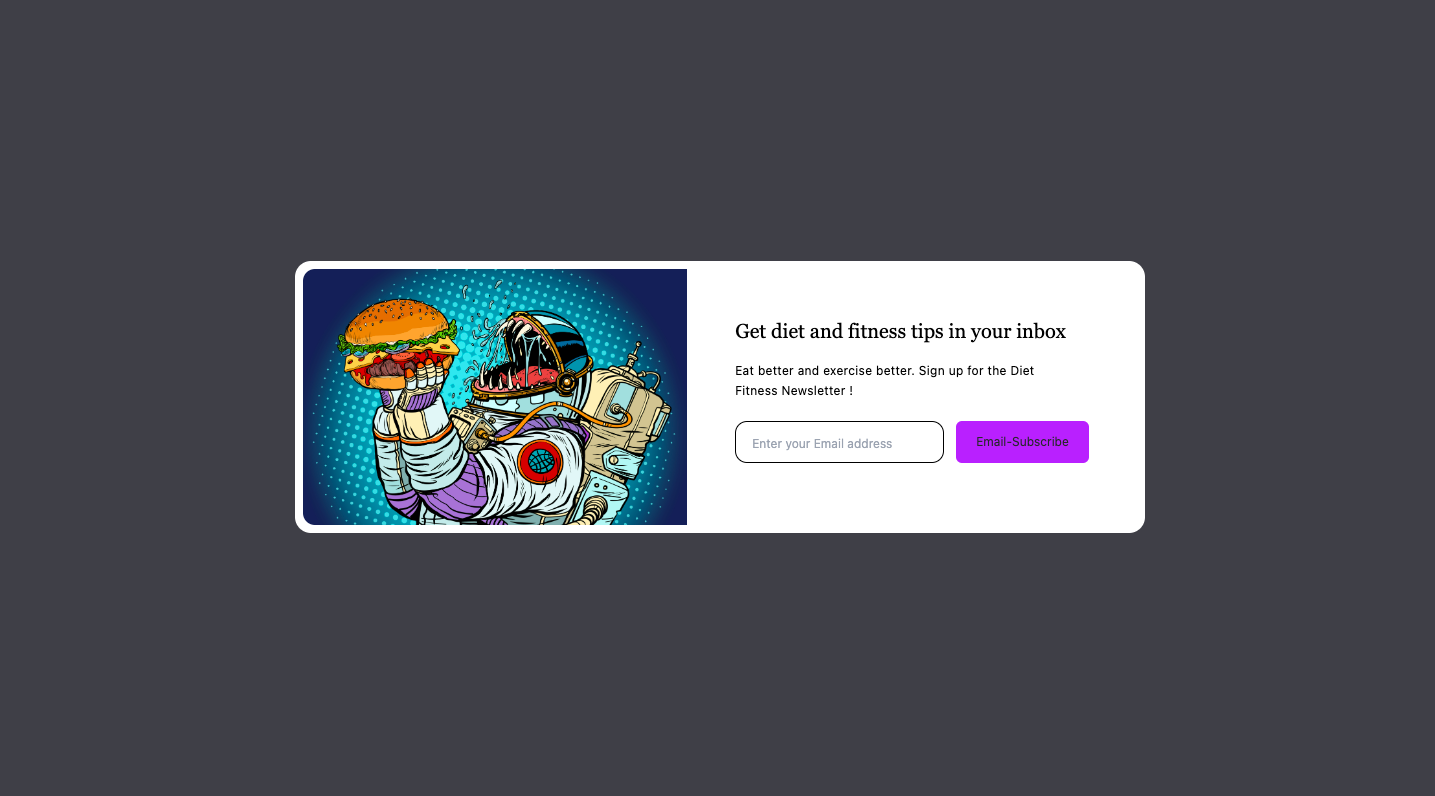 Get diet and fitness tips in your inbox
Eat better and exercise better. Sign up for the Diet
Fitness Newsletter !
Enter your Email address
Email-Subscribe